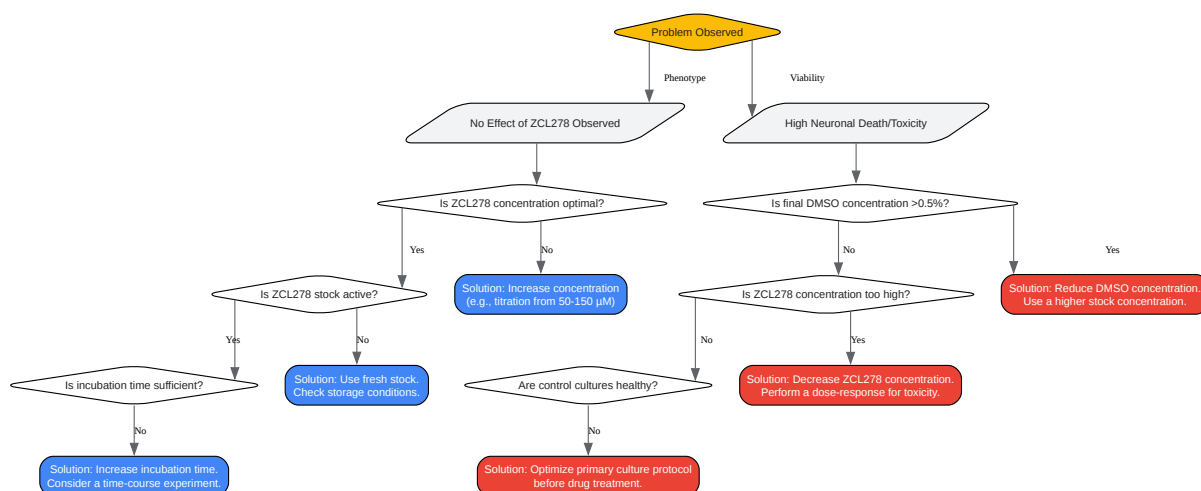 Problem Observed
Phenotype
Viability
No Effect of ZCL278 Observed
High Neuronal Death/Toxicity
Is ZCL278 concentration optimal?
Is final DMSO concentration >0.5%?
Yes
No
No
Yes
Is ZCL278 stock active?
Solution: Increase concentration
(e.g., titration from 50-150 µM)
Is ZCL278 concentration too high?
Solution: Reduce DMSO concentration.
Use a higher stock concentration.
Yes
No
No
Yes
Is incubation time sufficient?
Solution: Use fresh stock.
Check storage conditions.
Are control cultures healthy?
Solution: Decrease ZCL278 concentration.
Perform a dose-response for toxicity.
No
No
Solution: Increase incubation time.
Consider a time-course experiment.
Solution: Optimize primary culture protocol
before drug treatment.